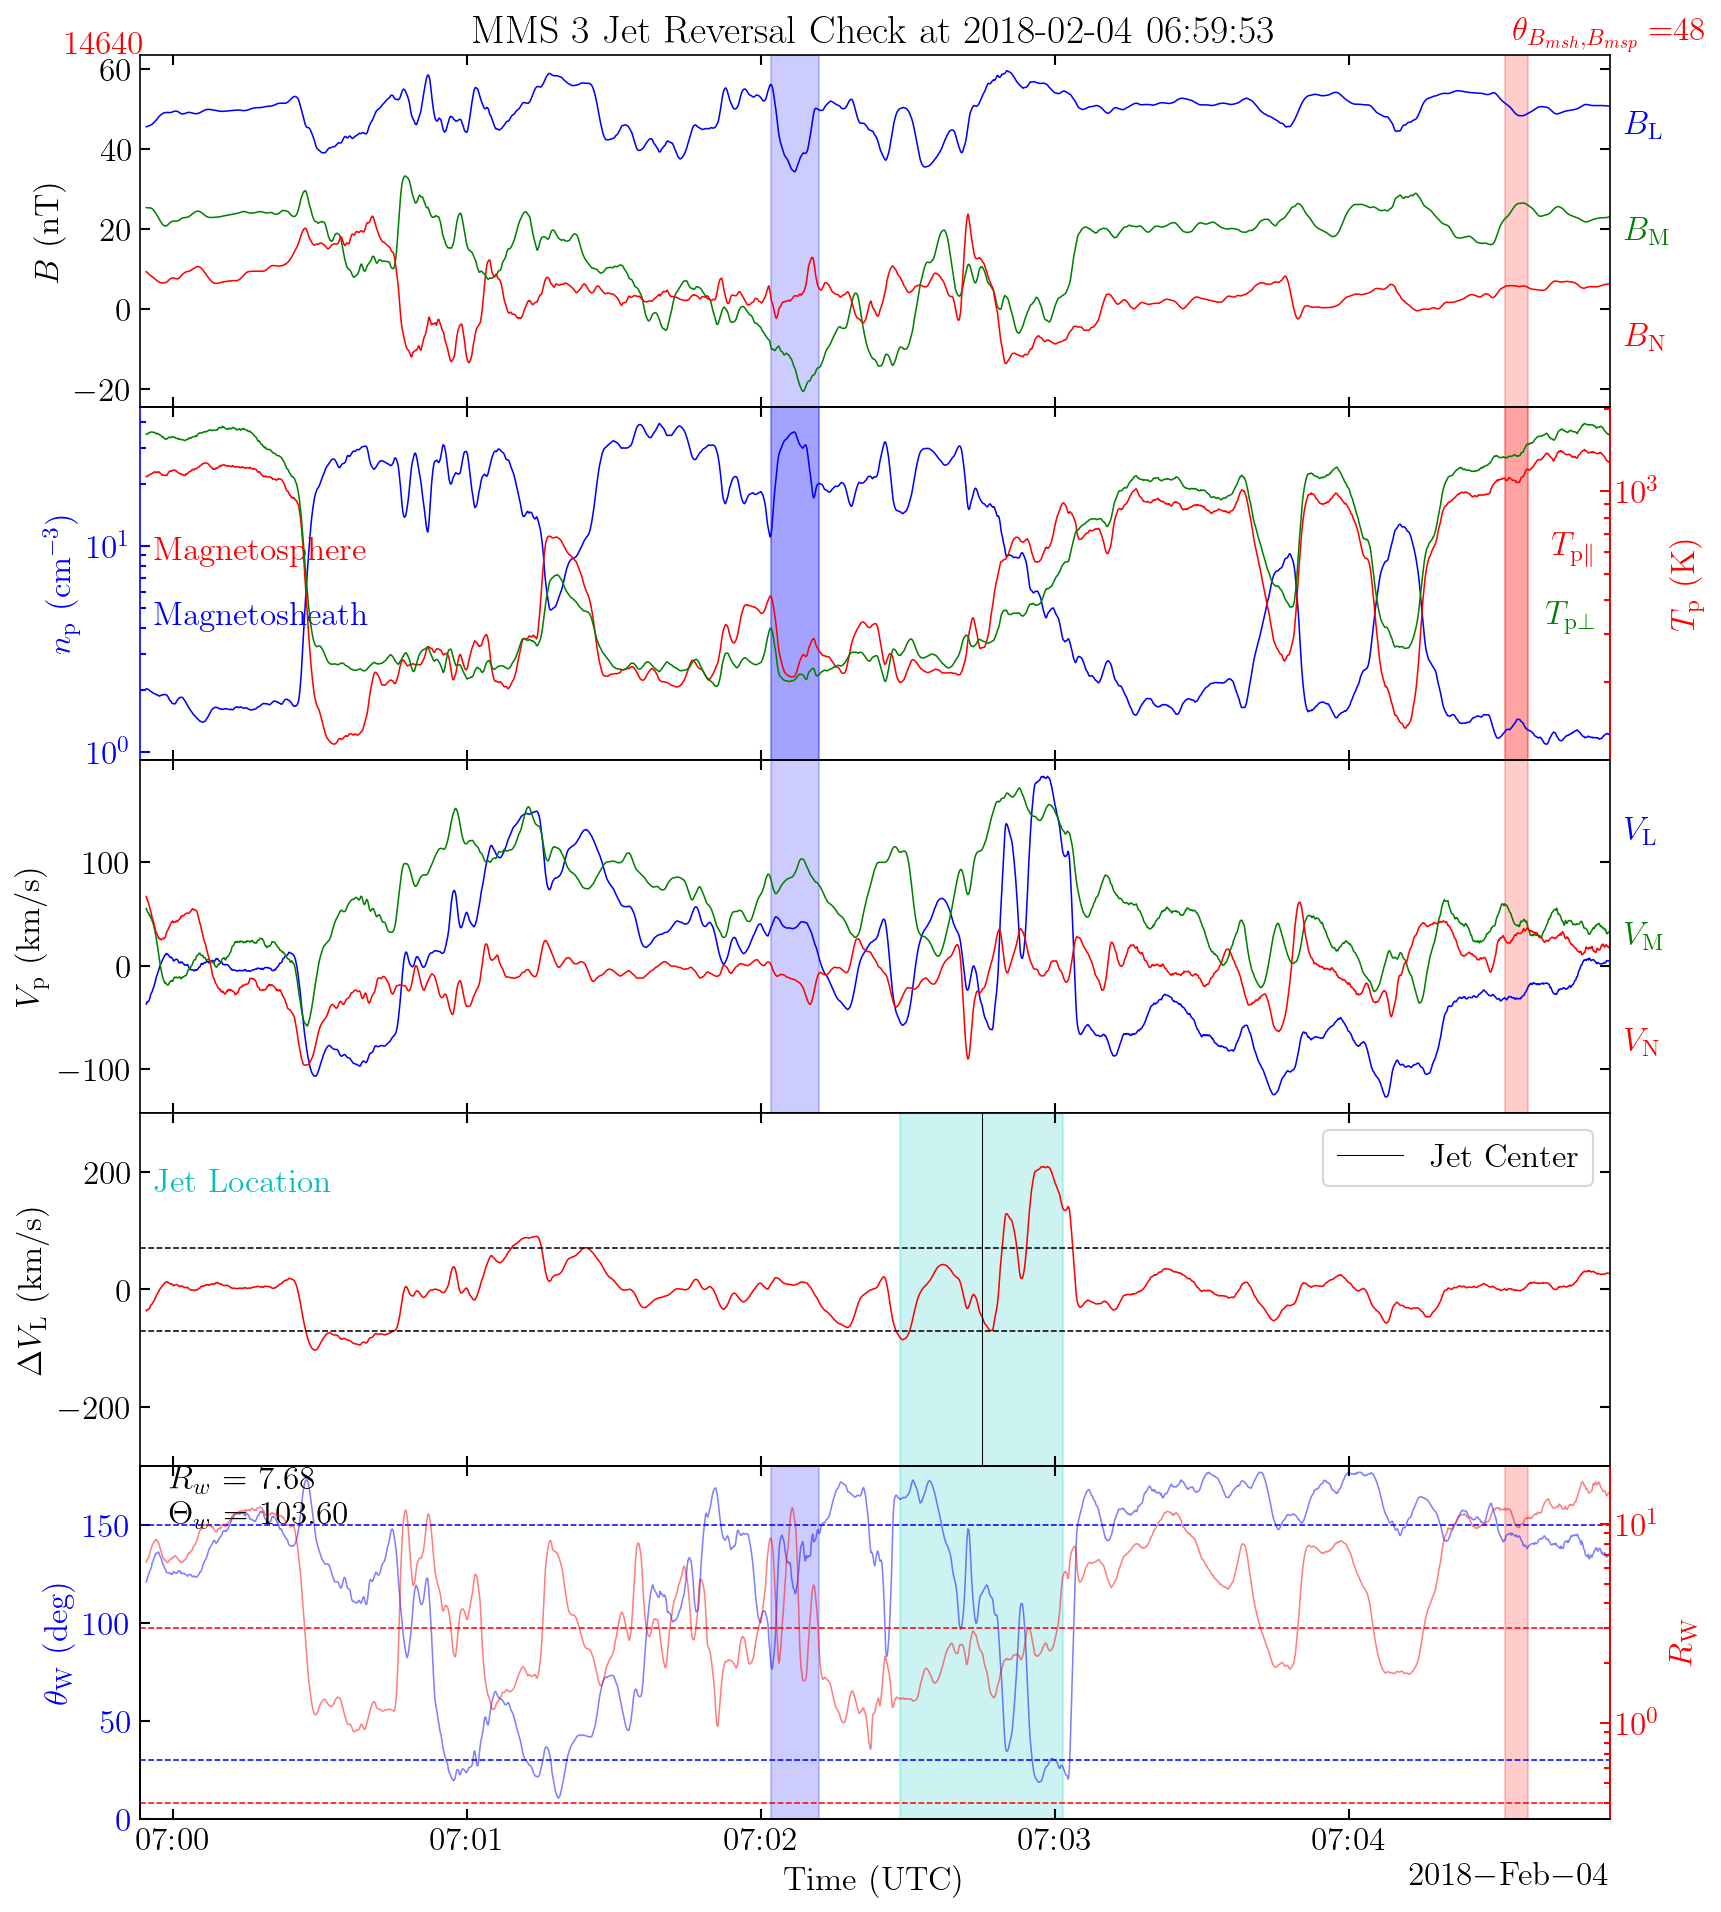 MMS 3 Jet Reversal Check at 2018-02-04 06:59:53
14640
θ_{B_{msh},B_{msp}} =48
60
40
20
0
−20
B (nT)
B_L
B_M
B_N
10^1
10^0
n_p (cm^{−3})
Magnetosphere
Magnetosheath
10^3
T_{p∥}
T_{p⊥}
T_p (K)
100
0
−100
V_p (km/s)
V_L
V_M
V_N
200
0
−200
ΔV_L (km/s)
Jet Location
Jet Center
R_w = 7.68
Θ_w = 103.60
150
100
50
0
θ_W (deg)
10^1
10^0
R_W
07:00 07:01 07:02 07:03 07:04
Time (UTC)
2018−Feb−04